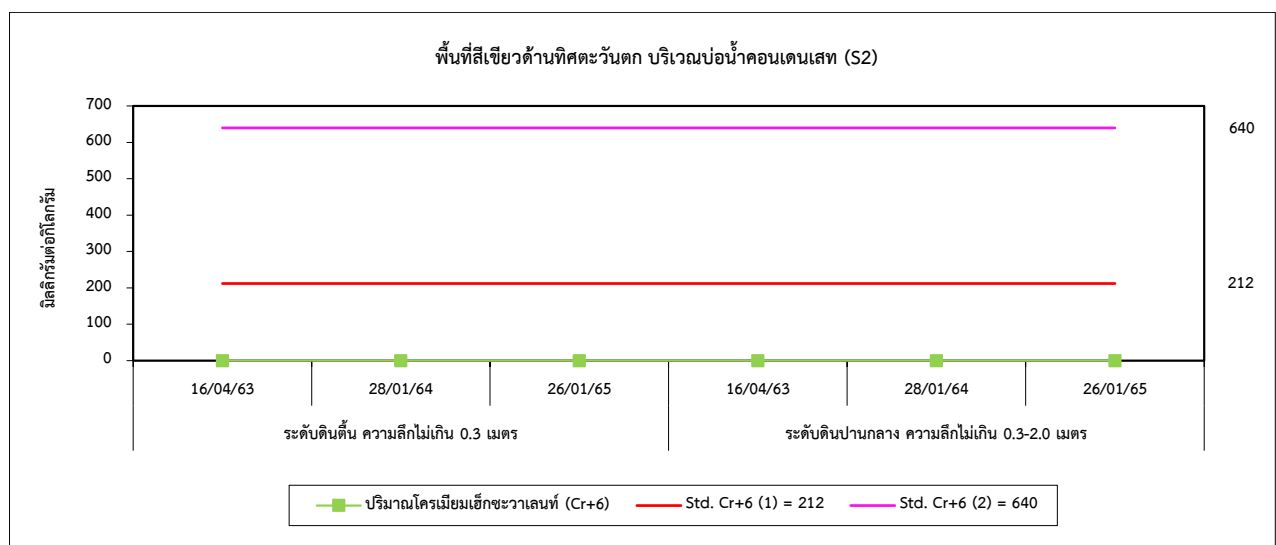 พื้นที่สีเขียวด้านทิศตะวันตก บริเวณบ่อน้ำคอนเดนเสท (S2)
มิลลิกรัมต่อกิโลกรัม
700
600
500
400
300
200
100
0
640
212
16/04/63 28/01/64 26/01/65 16/04/63 28/01/64 26/01/65
ระดับดินตื้น ความลึกไม่เกิน 0.3 เมตร ระดับดินปานกลาง ความลึกไม่เกิน 0.3-2.0 เมตร
ปริมาณโครเมียมเฮ็กซะวาเลนท์ (Cr+6) Std. Cr+6 (1) = 212 Std. Cr+6 (2) = 640